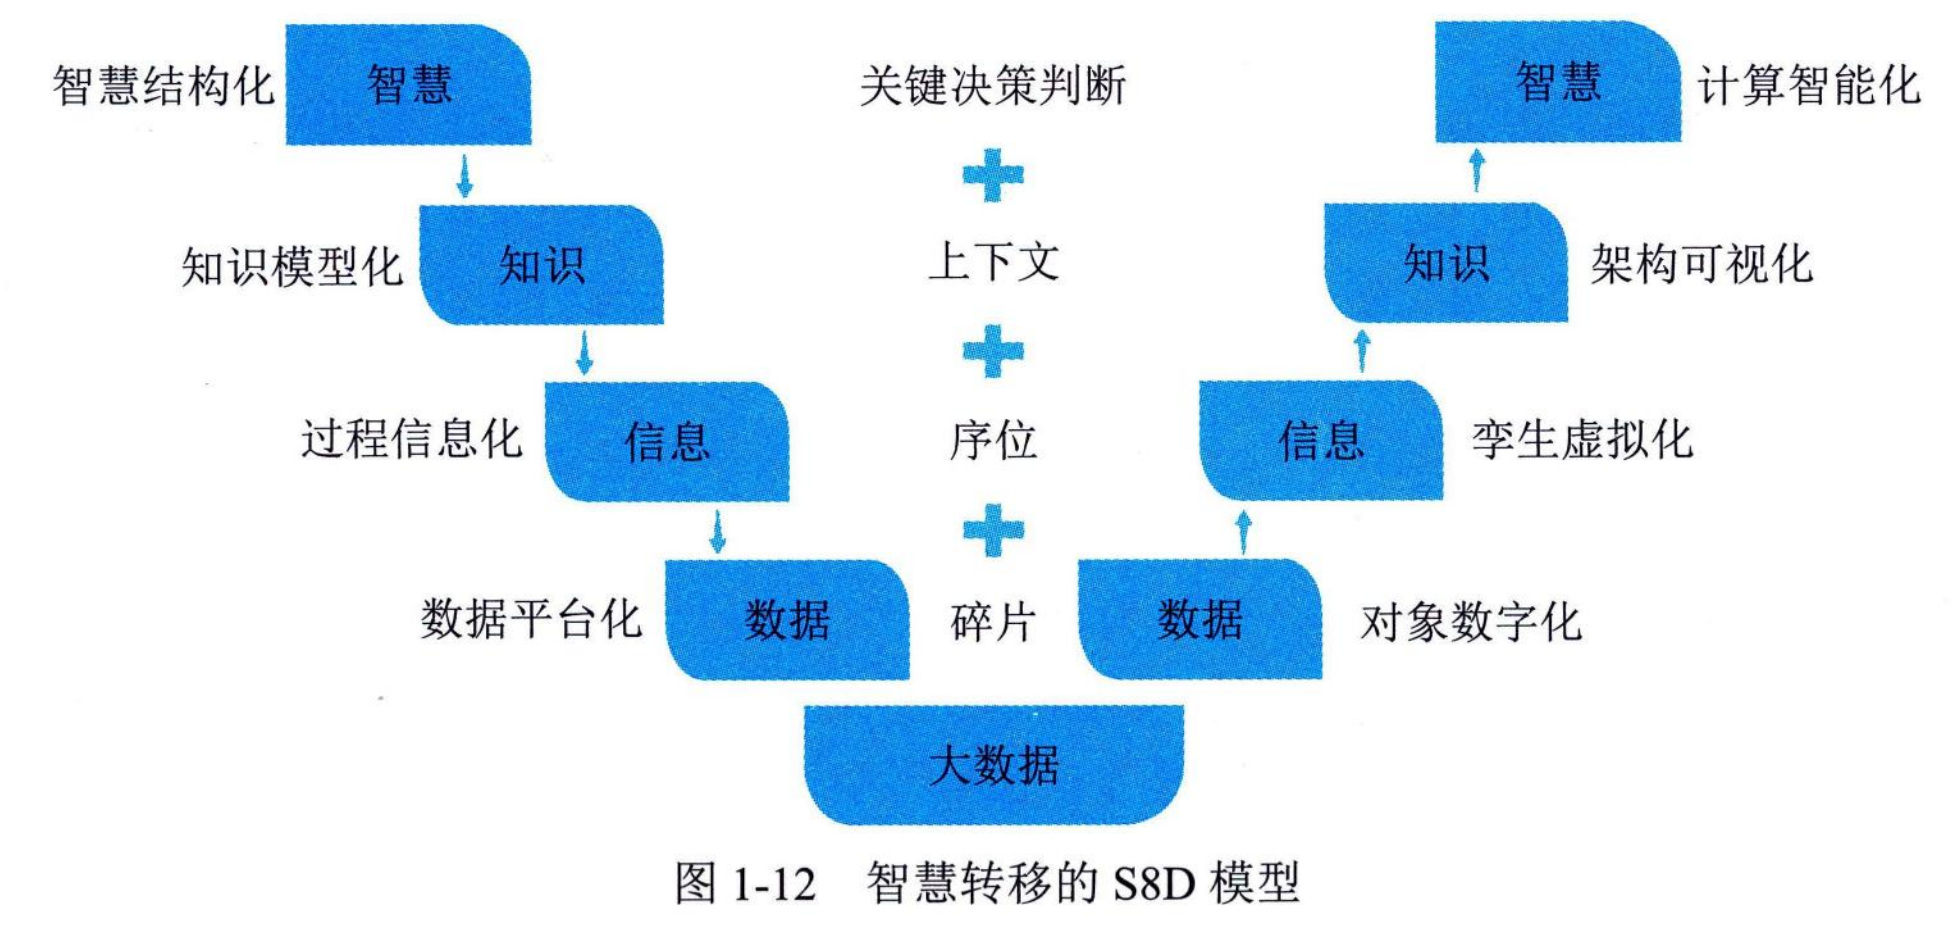 智慧结构化 智慧 关键决策判断 智慧 计算智能化
知识模型化 知识 上下文 知识 架构可视化
过程信息化 信息 序位 信息 孪生虚拟化
数据平台化 数据 碎片 数据 对象数字化
大数据
图 1-12 智慧转移的 S8D 模型